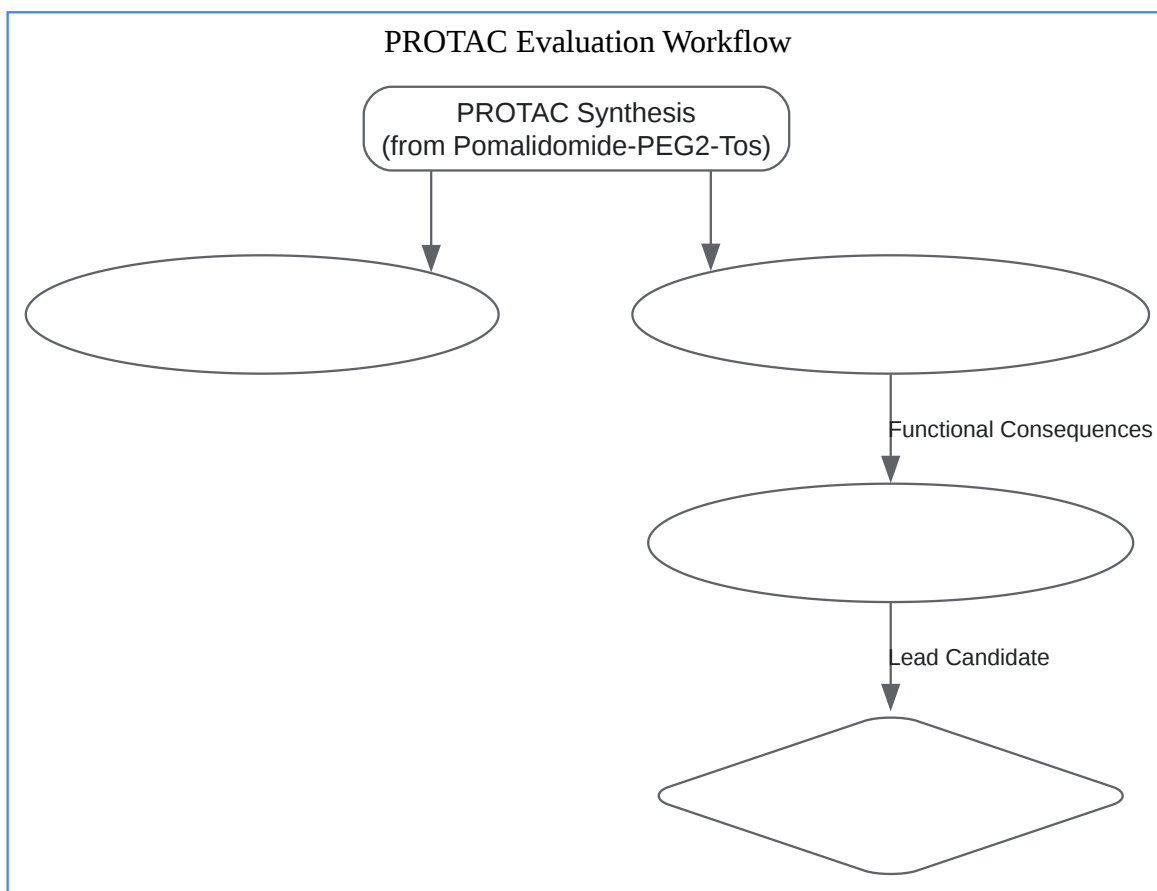 PROTAC Evaluation Workflow
PROTAC Synthesis
(from Pomalidomide-PEG2-Tos)
Functional Consequences
Lead Candidate